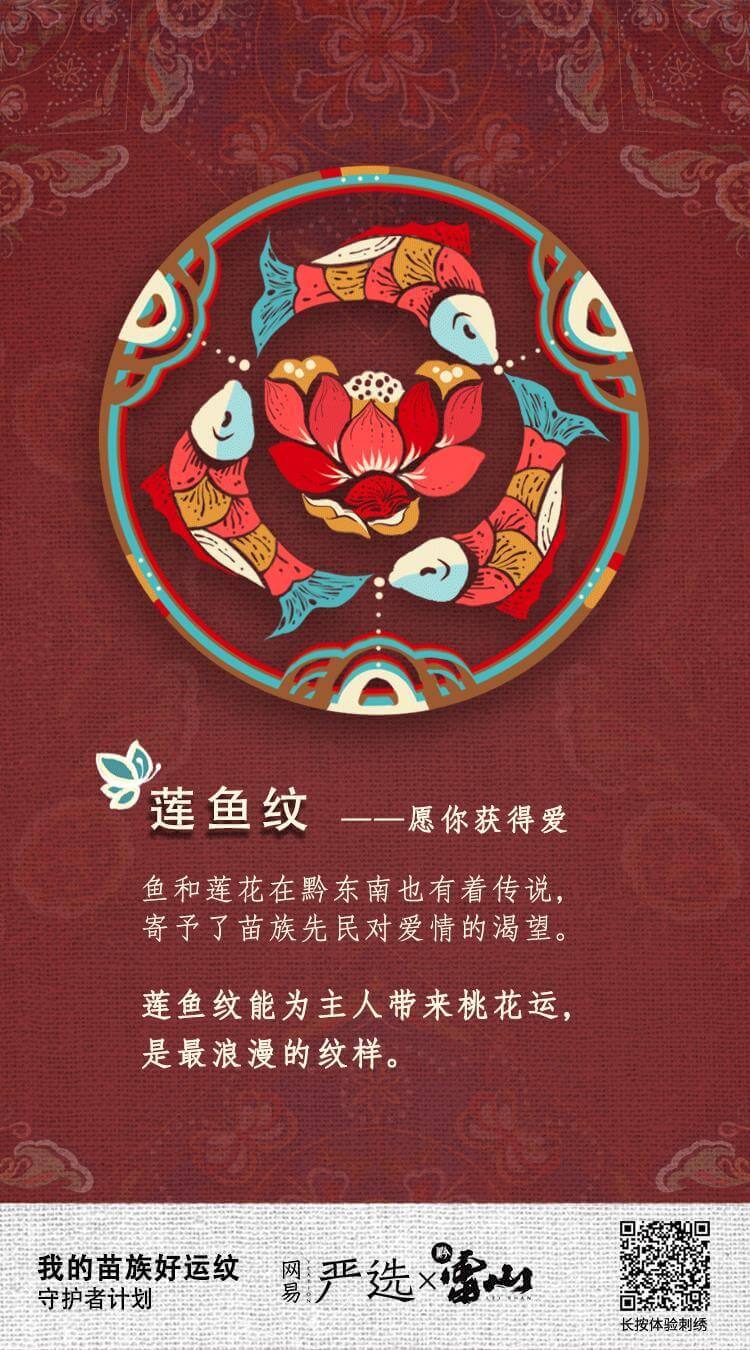 莲鱼纹 ——愿你获得爱
鱼和莲花在黔东南也有着传说，
寄予了苗族先民对爱情的渴望。
莲鱼纹能为主人带来桃花运，
是最浪漫的纹样。
我的苗族好运纹
守护者计划
网易严选×黔雷山
长按体验刺绣